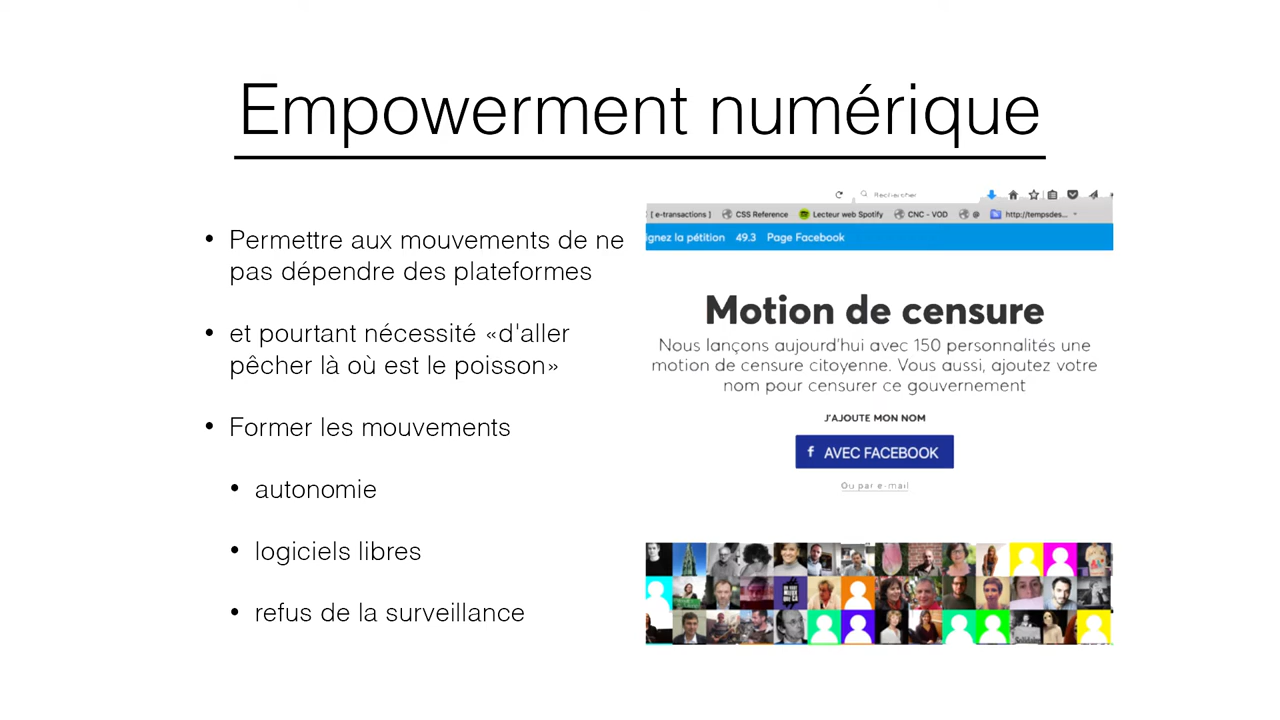 Empowerment numérique
• Permettre aux mouvements de ne
pas dépendre des plateformes
• et pourtant nécessité «d'aller
pêcher là où est le poisson»
• Former les mouvements
• autonomie
• logiciels libres
• refus de la surveillance
Rechercher
[ e-transactions ] CSS Reference Lecteur web Spotify CNC - VOD @ http://tempsdes...
ignez la pétition 49.3 Page Facebook
Motion de censure
Nous lançons aujourd'hui avec 150 personnalités une
motion de censure citoyenne. Vous aussi, ajoutez votre
nom pour censurer ce gouvernement
J'AJOUTE MON NOM
f AVEC FACEBOOK
Ou par e-mail